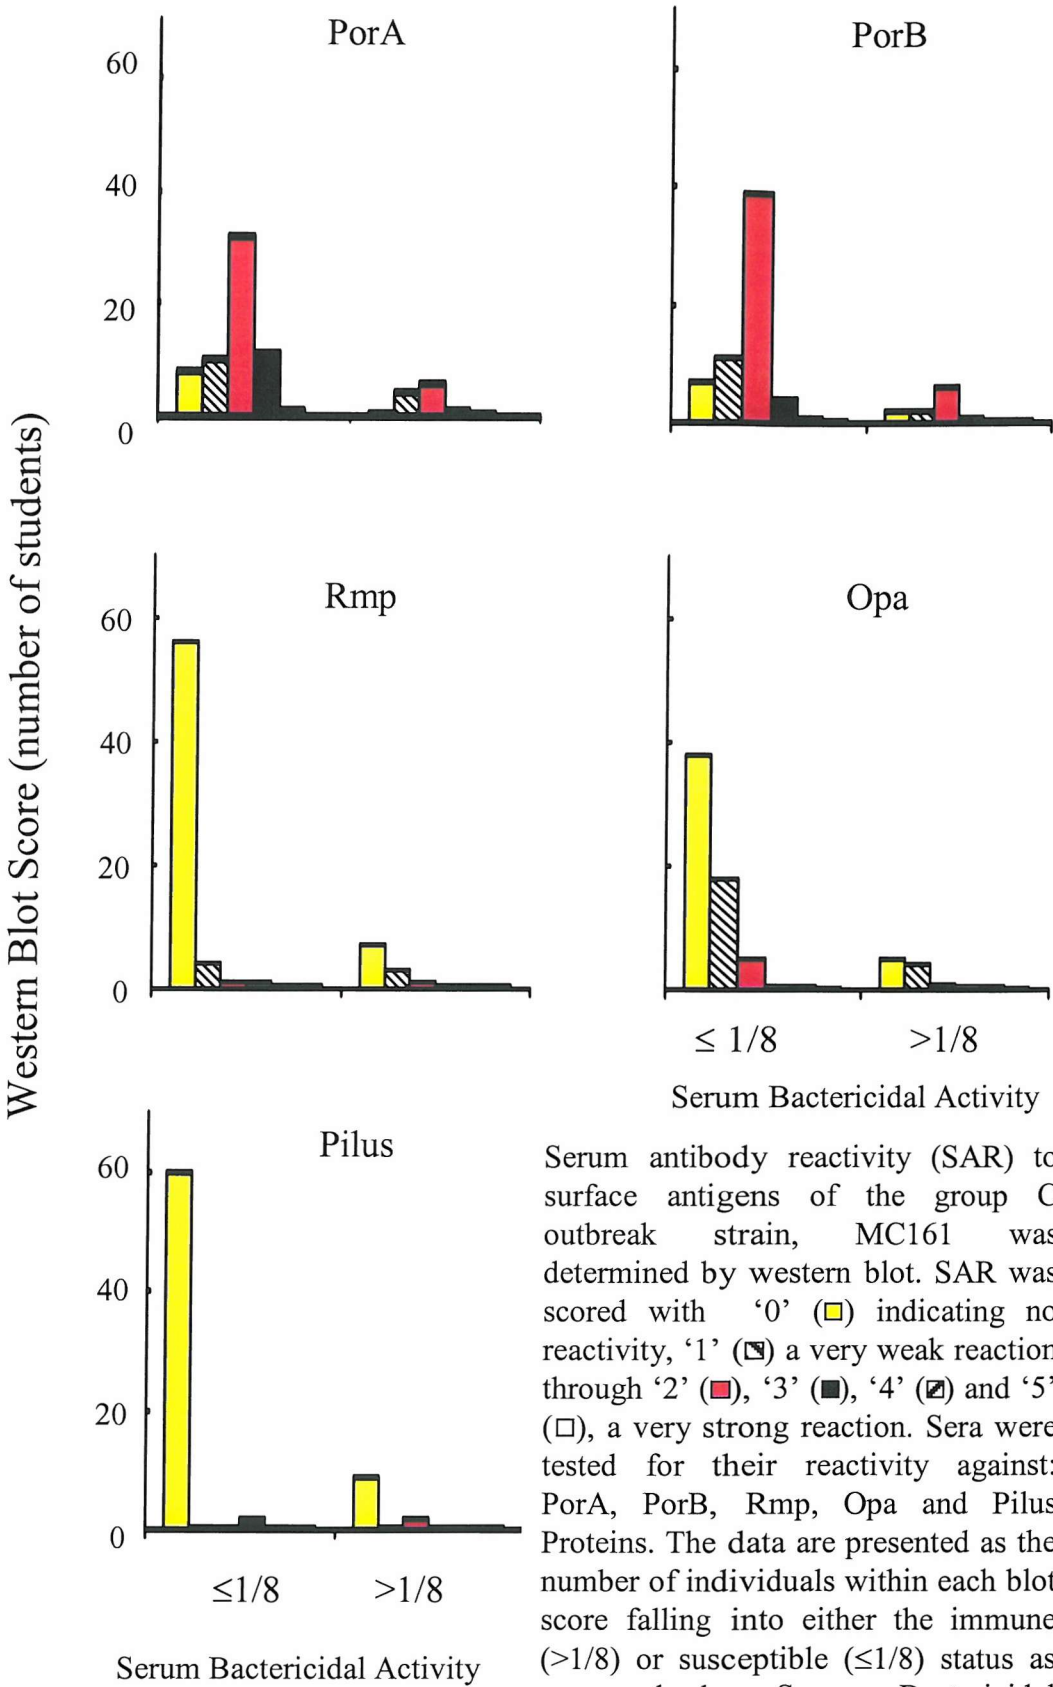 PorA
PorB
60
40
20
0
Western Blot Score (number of students)
Rmp
Opa
60
40
20
0
≤ 1/8 >1/8
Serum Bactericidal Activity
Pilus
60
40
20
0
≤1/8 >1/8
Serum Bactericidal Activity
Serum antibody reactivity (SAR) to
surface antigens of the group C
outbreak strain, MC161 was
determined by western blot. SAR was
scored with ‘0’ (□) indicating no
reactivity, ‘1’ (▧) a very weak reaction
through ‘2’ (■), ‘3’ (■), ‘4’ (▨) and ‘5’
(□), a very strong reaction. Sera were
tested for their reactivity against:
PorA, PorB, Rmp, Opa and Pilus
Proteins. The data are presented as the
number of individuals within each blot
score falling into either the immune
(>1/8) or susceptible (≤1/8) status as